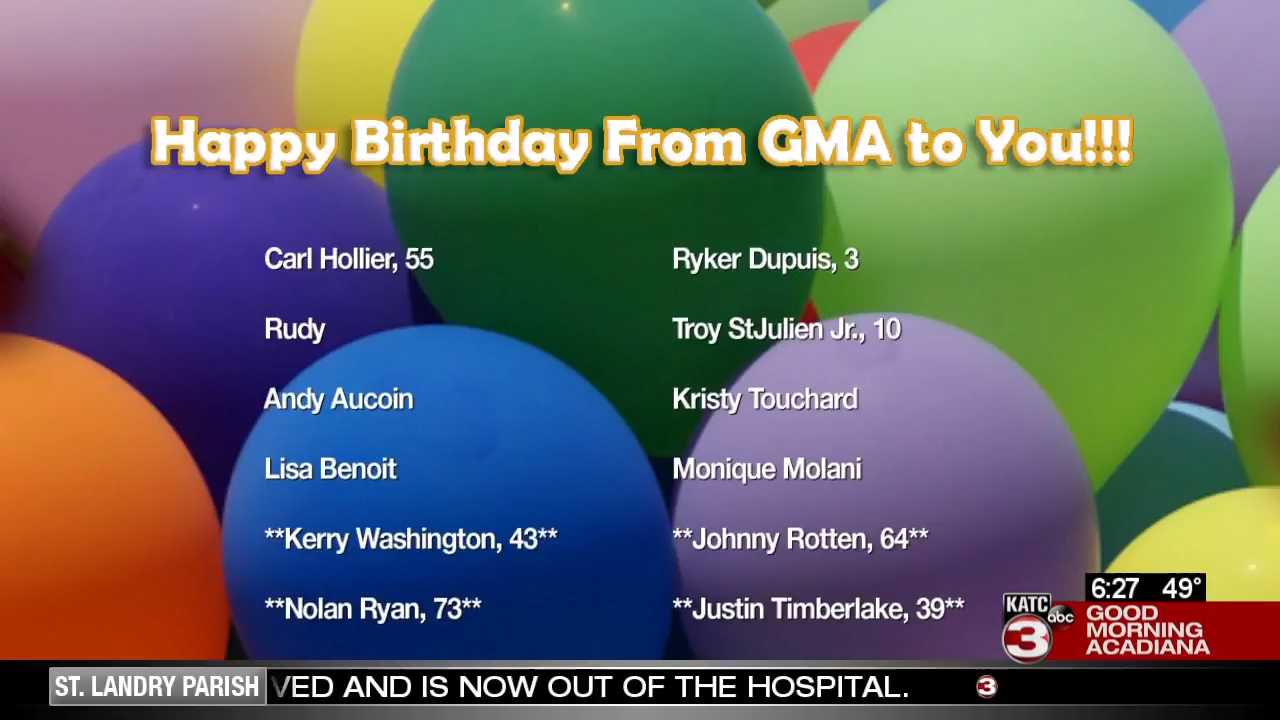 Happy Birthday From GMA to You!!!
Carl Hollier, 55
Ryker Dupuis, 3
Rudy
Troy StJulien Jr., 10
Andy Aucoin
Kristy Touchard
Lisa Benoit
Monique Molani
**Kerry Washington, 43**
**Johnny Rotten, 64**
**Nolan Ryan, 73**
**Justin Timberlake, 39**
6:27 49°
KATC
3
abc
GOOD
MORNING
ACADIANA
ST. LANDRY PARISH
VED AND IS NOW OUT OF THE HOSPITAL.
3